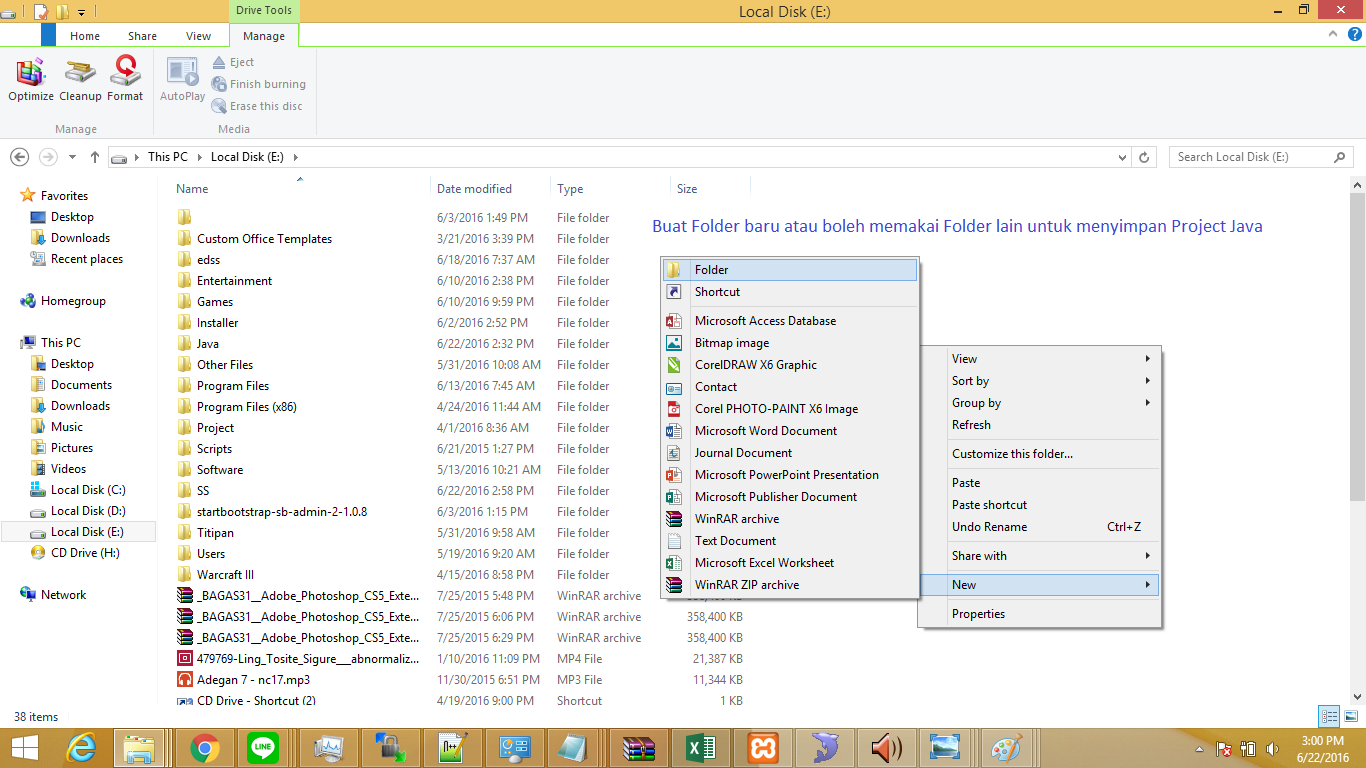 Drive Tools
Local Disk (E:)
Home Share View Manage
Optimize Cleanup Format
AutoPlay
Eject
Finish burning
Erase this disc
Manage
Media
This PC Local Disk (E:)
Search Local Disk (E:)
Favorites
Desktop
Downloads
Recent places
Homegroup
This PC
Desktop
Documents
Downloads
Music
Pictures
Videos
Local Disk (C:)
Local Disk (D:)
Local Disk (E:)
CD Drive (H:)
Network
Name Date modified Type Size
6/3/2016 1:49 PM File folder
Custom Office Templates 3/21/2016 3:39 PM File folder
edss 6/18/2016 7:37 AM File folder
Entertainment 6/10/2016 2:38 PM File folder
Games 6/10/2016 9:59 PM File folder
Installer 6/2/2016 2:52 PM File folder
Java 6/22/2016 2:32 PM File folder
Other Files 5/31/2016 10:08 AM File folder
Program Files 6/13/2016 7:45 AM File folder
Program Files (x86) 4/24/2016 11:44 AM File folder
Project 4/1/2016 8:36 AM File folder
Scripts 6/21/2015 1:27 PM File folder
Software 5/13/2016 10:21 AM File folder
SS 6/22/2016 2:58 PM File folder
startbootstrap-sb-admin-2-1.0.8 6/3/2016 1:15 PM File folder
Titipan 5/31/2016 9:58 AM File folder
Users 5/19/2016 9:20 AM File folder
Warcraft III 4/15/2016 8:58 PM File folder
_BAGAS31__Adobe_Photoshop_CS5_Exte... 7/25/2015 5:48 PM WinRAR archive
_BAGAS31__Adobe_Photoshop_CS5_Exte... 7/25/2015 6:06 PM WinRAR archive 358,400 KB
_BAGAS31__Adobe_Photoshop_CS5_Exte... 7/25/2015 6:29 PM WinRAR archive 358,400 KB
479769-Ling_Tosite_Sigure___abnormaliz... 1/10/2016 11:09 PM MP4 File 21,387 KB
Adegan 7 - nc17.mp3 11/30/2015 6:51 PM MP3 File 11,344 KB
CD Drive - Shortcut (2) 4/19/2016 9:00 PM Shortcut 1 KB
Buat Folder baru atau boleh memakai Folder lain untuk menyimpan Project Java
Folder
Shortcut
Microsoft Access Database
Bitmap image
CorelDRAW X6 Graphic
Contact
Corel PHOTO-PAINT X6 Image
Microsoft Word Document
Journal Document
Microsoft PowerPoint Presentation
Microsoft Publisher Document
WinRAR archive
Text Document
Microsoft Excel Worksheet
WinRAR ZIP archive
View
Sort by
Group by
Refresh
Customize this folder...
Paste
Paste shortcut
Undo Rename Ctrl+Z
Share with
New
Properties
38 items
LINE
3:00 PM
6/22/2016